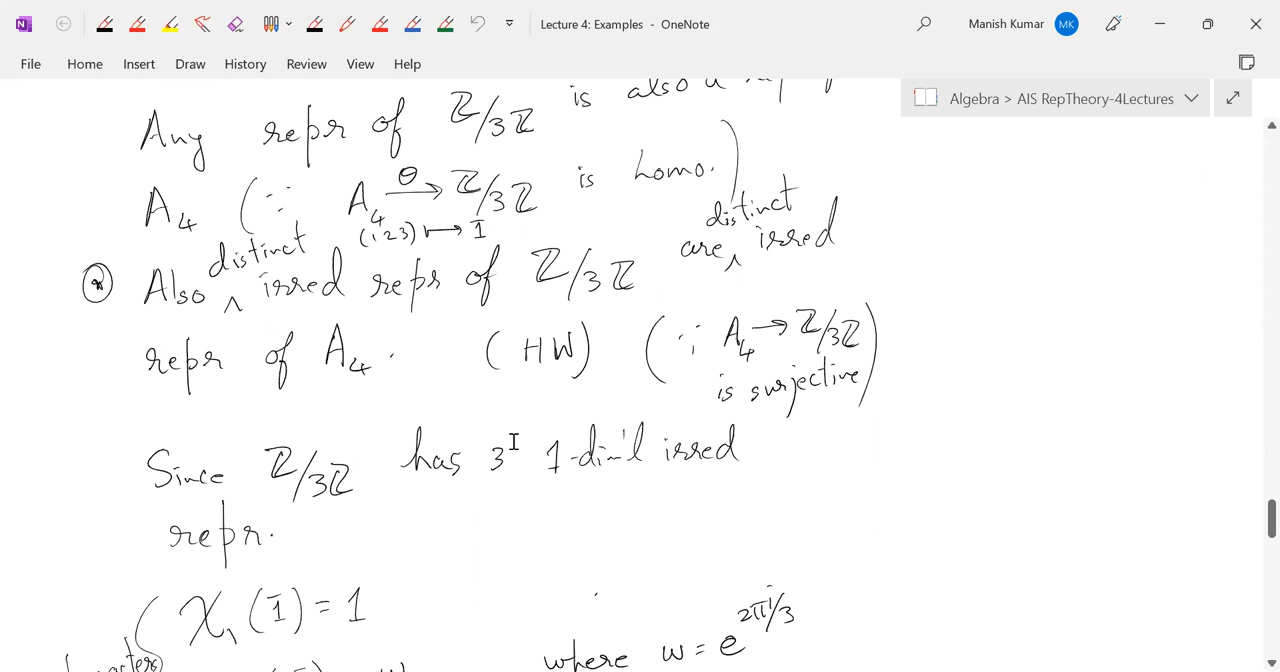 Lecture 4: Examples - OneNote
Manish Kumar MK
File Home Insert Draw History Review View Help
Algebra > AIS RepTheory-4Lectures
is also a
Any repr of ℤ/3ℤ
A₄ (∵ A₄ —θ→ ℤ/3ℤ is homo.)
(123) ↦ 1̄
distinct distinct
⊛ Also ∧ irred repr of ℤ/3ℤ are ∧ irred
repr of A₄. (HW) (∵ A₄ → ℤ/3ℤ
is surjective)
Since ℤ/3ℤ has 3 1-dim'l irred
repr.
χ₁(1̄) = 1
where w = e^{2πi/3}